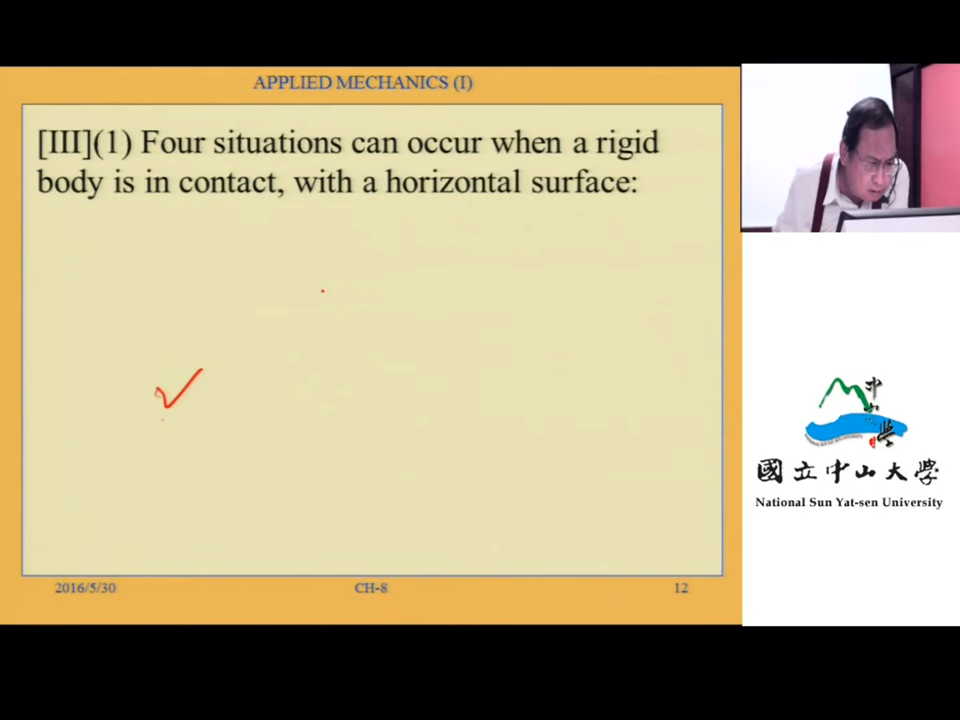 APPLIED MECHANICS (I)
[III](1) Four situations can occur when a rigid
body is in contact, with a horizontal surface:
2016/5/30
CH-8
12
國立中山大學
National Sun Yat-sen University